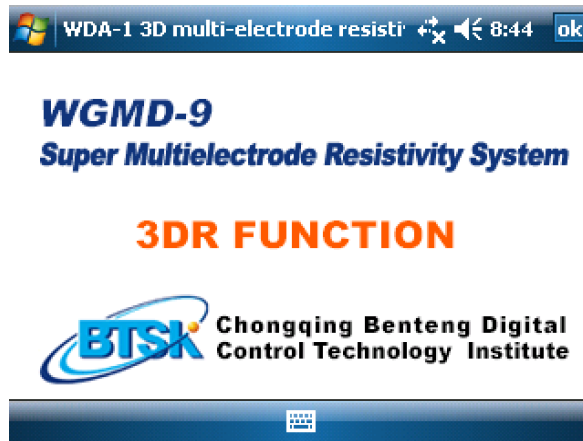 WDA-1 3D multi-electrode resisti 8:44 ok
WGMD-9
Super Multielectrode Resistivity System
3DR FUNCTION
BTSK Chongqing Benteng Digital
Control Technology Institute